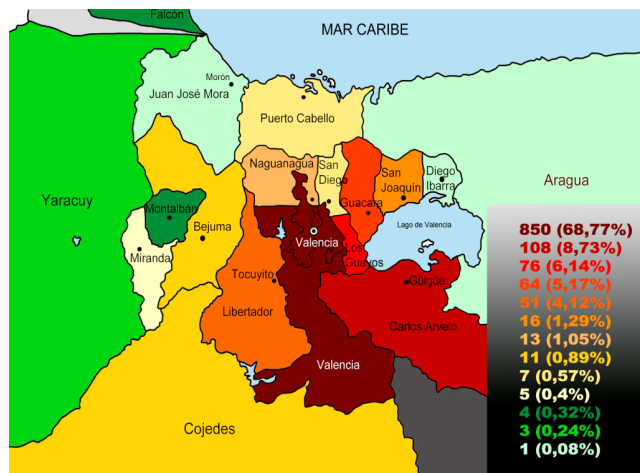 Falcón
MAR CARIBE
Morón
Juan José Mora
Puerto Cabello
Naguanagua
San
Diego
San
Joaquín
Diego
Ibarra
Aragua
Yaracuy
Montalbán
Guacara
Bejuma
Valencia
Lago de Valencia
Miranda
Los
Guayos
Tocuyito
Güigüe
Libertador
Carlos Arvelo
Valencia
Cojedes
850 (68,77%)
108 (8,73%)
76 (6,14%)
64 (5,17%)
51 (4,12%)
16 (1,29%)
13 (1,05%)
11 (0,89%)
7 (0,57%)
5 (0,4%)
4 (0,32%)
3 (0,24%)
1 (0,08%)